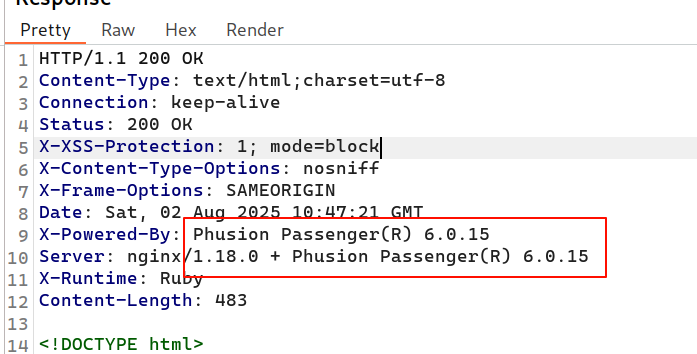 Response
Pretty Raw Hex Render
1 HTTP/1.1 200 OK
2 Content-Type: text/html;charset=utf-8
3 Connection: keep-alive
4 Status: 200 OK
5 X-XSS-Protection: 1; mode=block
6 X-Content-Type-Options: nosniff
7 X-Frame-Options: SAMEORIGIN
8 Date: Sat, 02 Aug 2025 10:47:21 GMT
9 X-Powered-By: Phusion Passenger(R) 6.0.15
10 Server: nginx/1.18.0 + Phusion Passenger(R) 6.0.15
11 X-Runtime: Ruby
12 Content-Length: 483
13
14 <!DOCTYPE html>